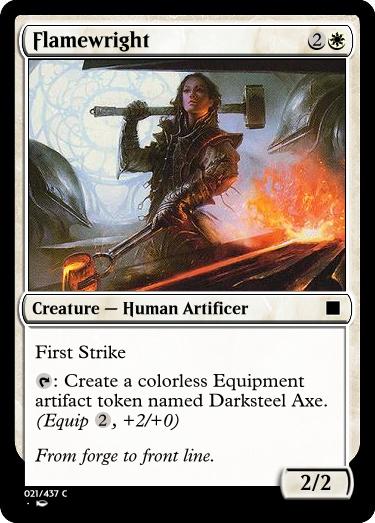 Flamewright 2
Creature — Human Artificer
First Strike
: Create a colorless Equipment
artifact token named Darksteel Axe.
(Equip 2, +2/+0)
From forge to front line.
2/2
021/437 C